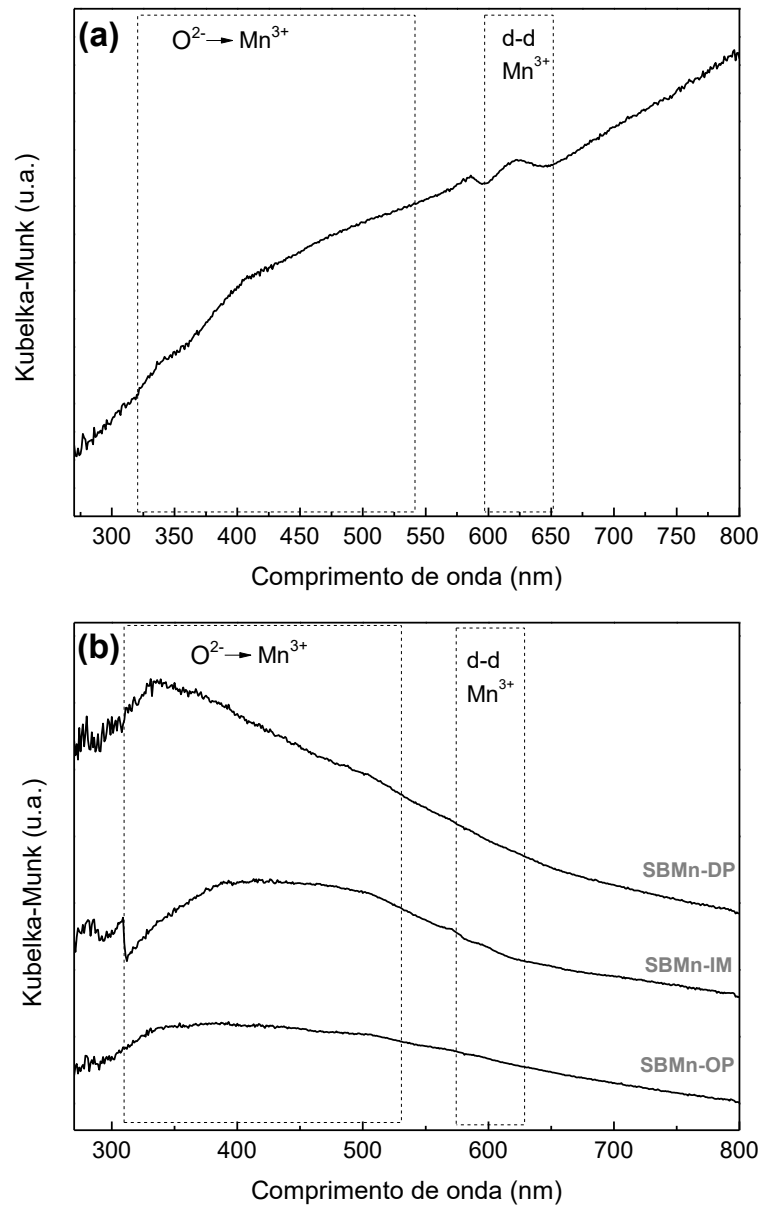 (a)
O²⁻→ Mn³⁺
d-d
Mn³⁺
Kubelka-Munk (u.a.)
300 350 400 450 500 550 600 650 700 750 800
Comprimento de onda (nm)
(b)
O²⁻→ Mn³⁺
d-d
Mn³⁺
Kubelka-Munk (u.a.)
SBMn-DP
SBMn-IM
SBMn-OP
300 400 500 600 700 800
Comprimento de onda (nm)